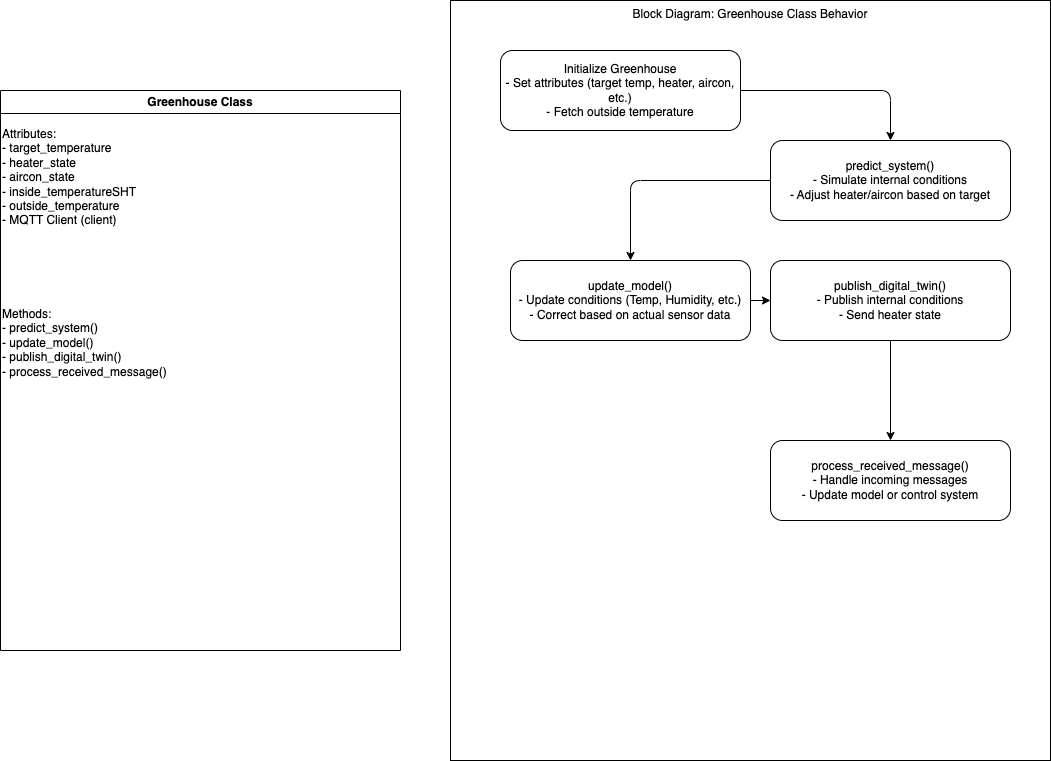 Greenhouse Class
Attributes:
- target_temperature
- heater_state
- aircon_state
- inside_temperatureSHT
- outside_temperature
- MQTT Client (client)
Methods:
- predict_system()
- update_model()
- publish_digital_twin()
- process_received_message()
Block Diagram: Greenhouse Class Behavior
Initialize Greenhouse
- Set attributes (target temp, heater, aircon,
etc.)
- Fetch outside temperature
predict_system()
- Simulate internal conditions
- Adjust heater/aircon based on target
update_model()
- Update conditions (Temp, Humidity, etc.)
- Correct based on actual sensor data
publish_digital_twin()
- Publish internal conditions
- Send heater state
process_received_message()
- Handle incoming messages
- Update model or control system